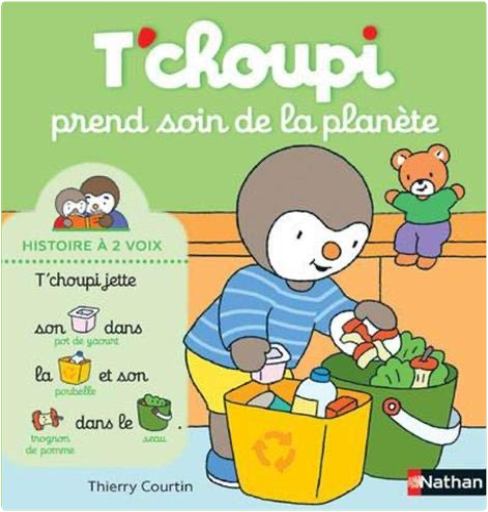 T'choupi
prend soin de la planète
HISTOIRE À 2 VOIX
T'choupi jette
son dans
pot de yaourt
la et son
poubelle
dans le .
trognon seau
de pomme
Thierry Courtin
Nathan